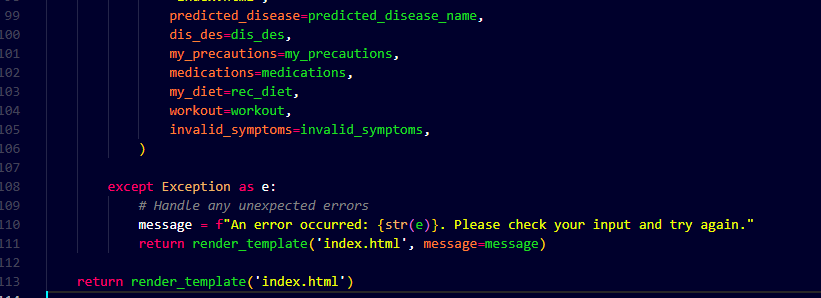 99 predicted_disease=predicted_disease_name,
100 dis_des=dis_des,
101 my_precautions=my_precautions,
102 medications=medications,
103 my_diet=rec_diet,
104 workout=workout,
105 invalid_symptoms=invalid_symptoms,
106 )
107
108 except Exception as e:
109 # Handle any unexpected errors
110 message = f"An error occurred: {str(e)}. Please check your input and try again."
111 return render_template('index.html', message=message)
112
113 return render_template('index.html')